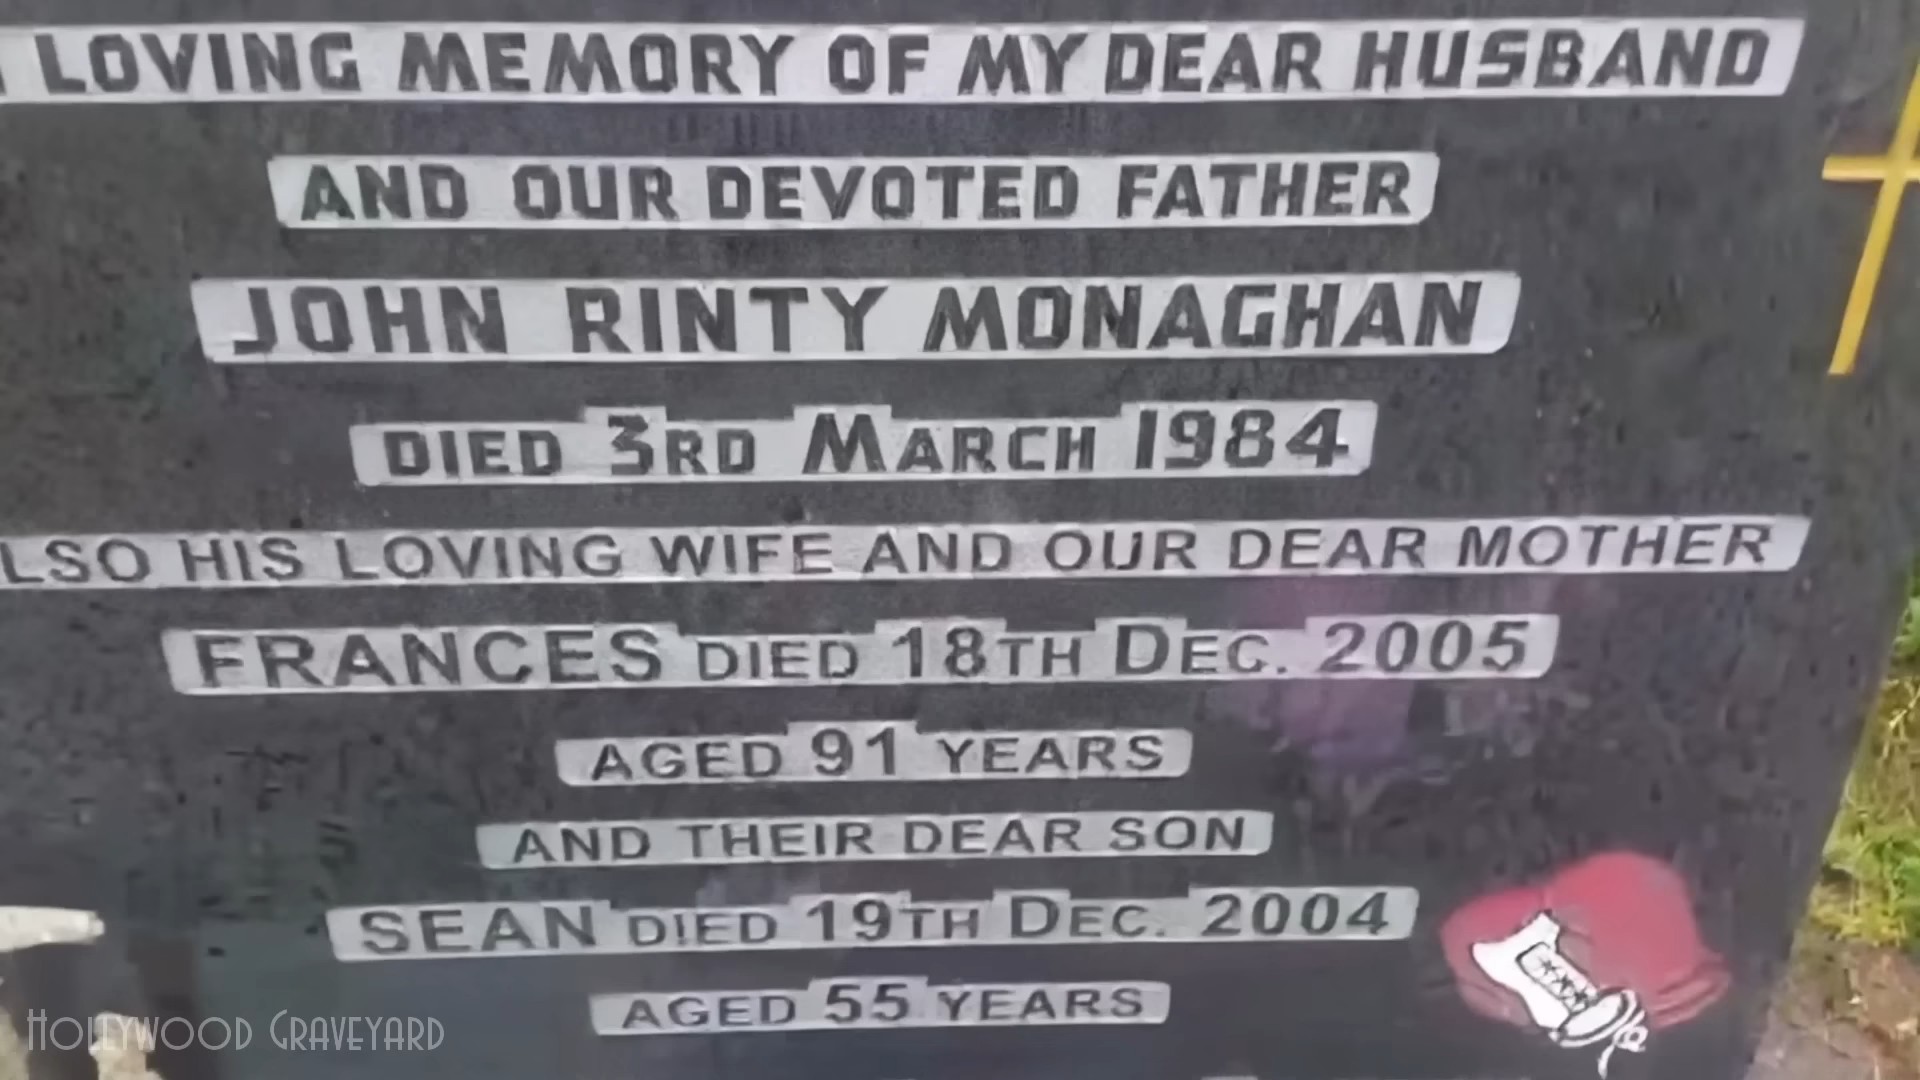 LOVING MEMORY OF MY DEAR HUSBAND
AND OUR DEVOTED FATHER
JOHN RINTY MONAGHAN
DIED 3RD MARCH 1984
LSO HIS LOVING WIFE AND OUR DEAR MOTHER
FRANCES DIED 18TH DEC. 2005
AGED 91 YEARS
AND THEIR DEAR SON
SEAN DIED 19TH DEC. 2004
AGED 55 YEARS
HOLLYWOOD GRAVEYARD